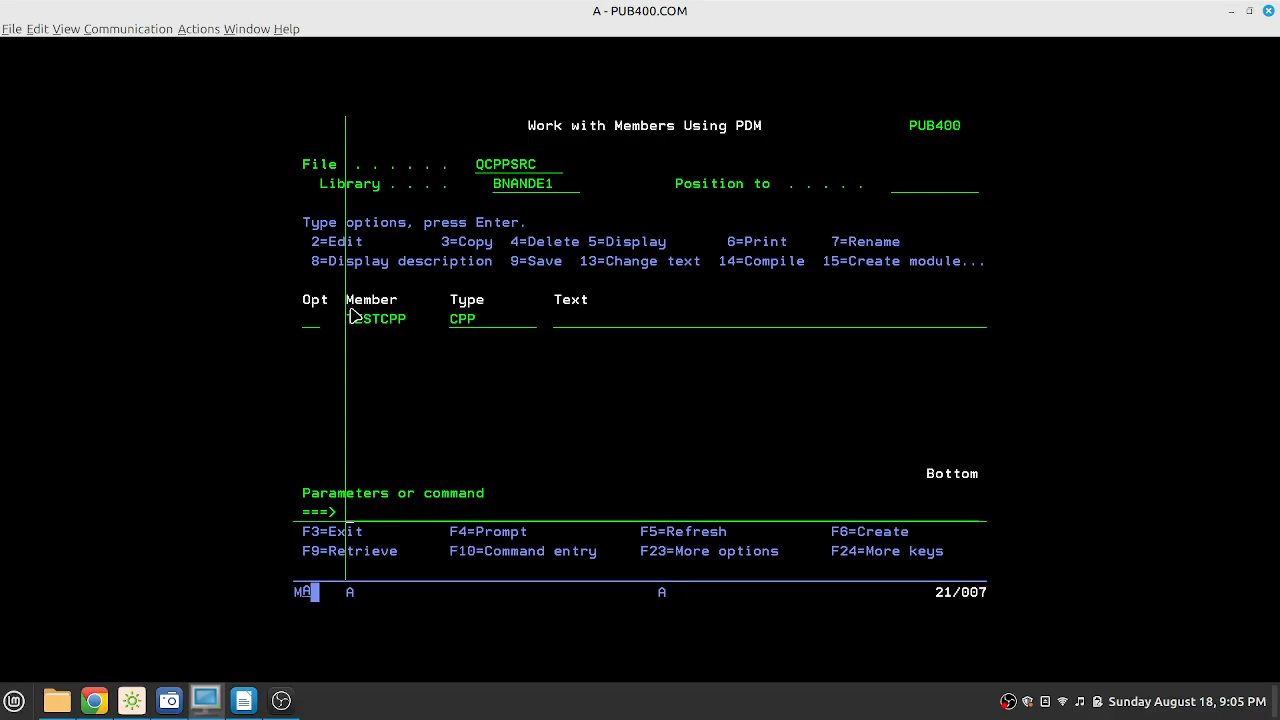 A - PUB400.COM
File Edit View Communication Actions Window Help
Work with Members Using PDM PUB400
File . . . . . . QCPPSRC
Library . . . . BNANDE1 Position to . . . . .
Type options, press Enter.
2=Edit 3=Copy 4=Delete 5=Display 6=Print 7=Rename
8=Display description 9=Save 13=Change text 14=Compile 15=Create module...
Opt Member Type Text
TESTCPP CPP
Bottom
Parameters or command
===>
F3=Exit F4=Prompt F5=Refresh F6=Create
F9=Retrieve F10=Command entry F23=More options F24=More keys
MA A A 21/007
Sunday August 18, 9:05 PM